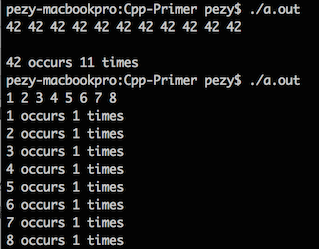 pezy-macbookpro:Cpp-Primer pezy$ ./a.out
42 42 42 42 42 42 42 42 42 42 42
42 occurs 11 times
pezy-macbookpro:Cpp-Primer pezy$ ./a.out
1 2 3 4 5 6 7 8
1 occurs 1 times
2 occurs 1 times
3 occurs 1 times
4 occurs 1 times
5 occurs 1 times
6 occurs 1 times
7 occurs 1 times
8 occurs 1 times